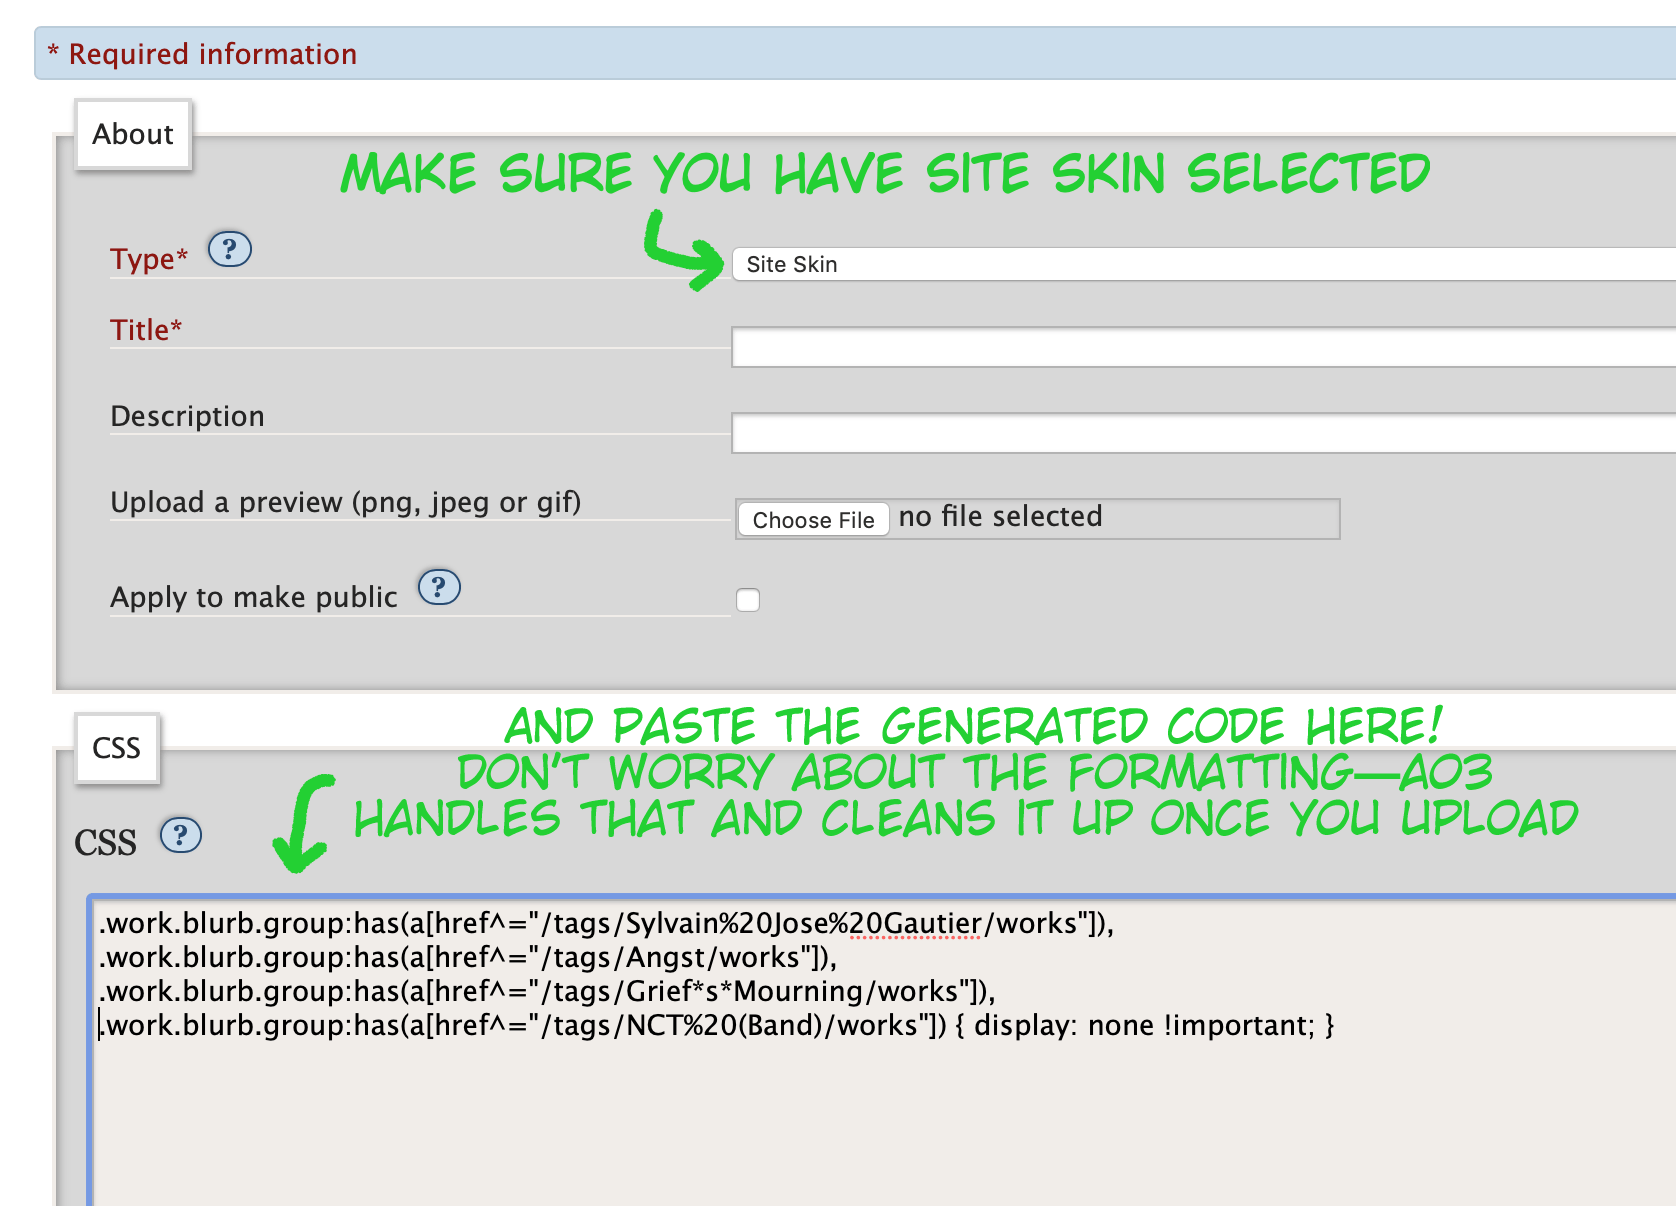 * Required information
About
MAKE SURE YOU HAVE SITE SKIN SELECTED
Type* ?
Site Skin
Title*
Description
Upload a preview (png, jpeg or gif)
Choose File no file selected
Apply to make public ?
CSS
AND PASTE THE GENERATED CODE HERE!
DON'T WORRY ABOUT THE FORMATTING—AO3
HANDLES THAT AND CLEANS IT UP ONCE YOU UPLOAD
CSS ?
.work.blurb.group:has(a[href^="/tags/Sylvain%20Jose%20Gautier/works"]),
.work.blurb.group:has(a[href^="/tags/Angst/works"]),
.work.blurb.group:has(a[href^="/tags/Grief*s*Mourning/works"]),
.work.blurb.group:has(a[href^="/tags/NCT%20(Band)/works"]) { display: none !important; }